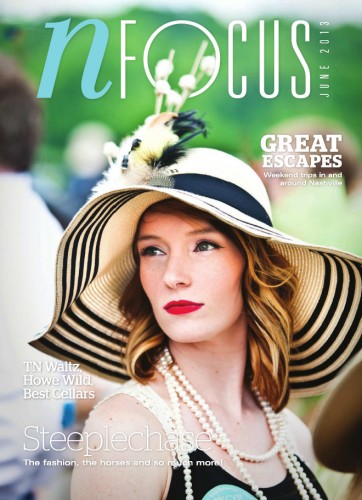 nFOCUS
JUNE 2013
GREAT
ESCAPES
Weekend trips in and
around Nashville
TN Waltz,
Howe Wild,
Best Cellars
Steeplechase
The fashion, the horses and so much more!